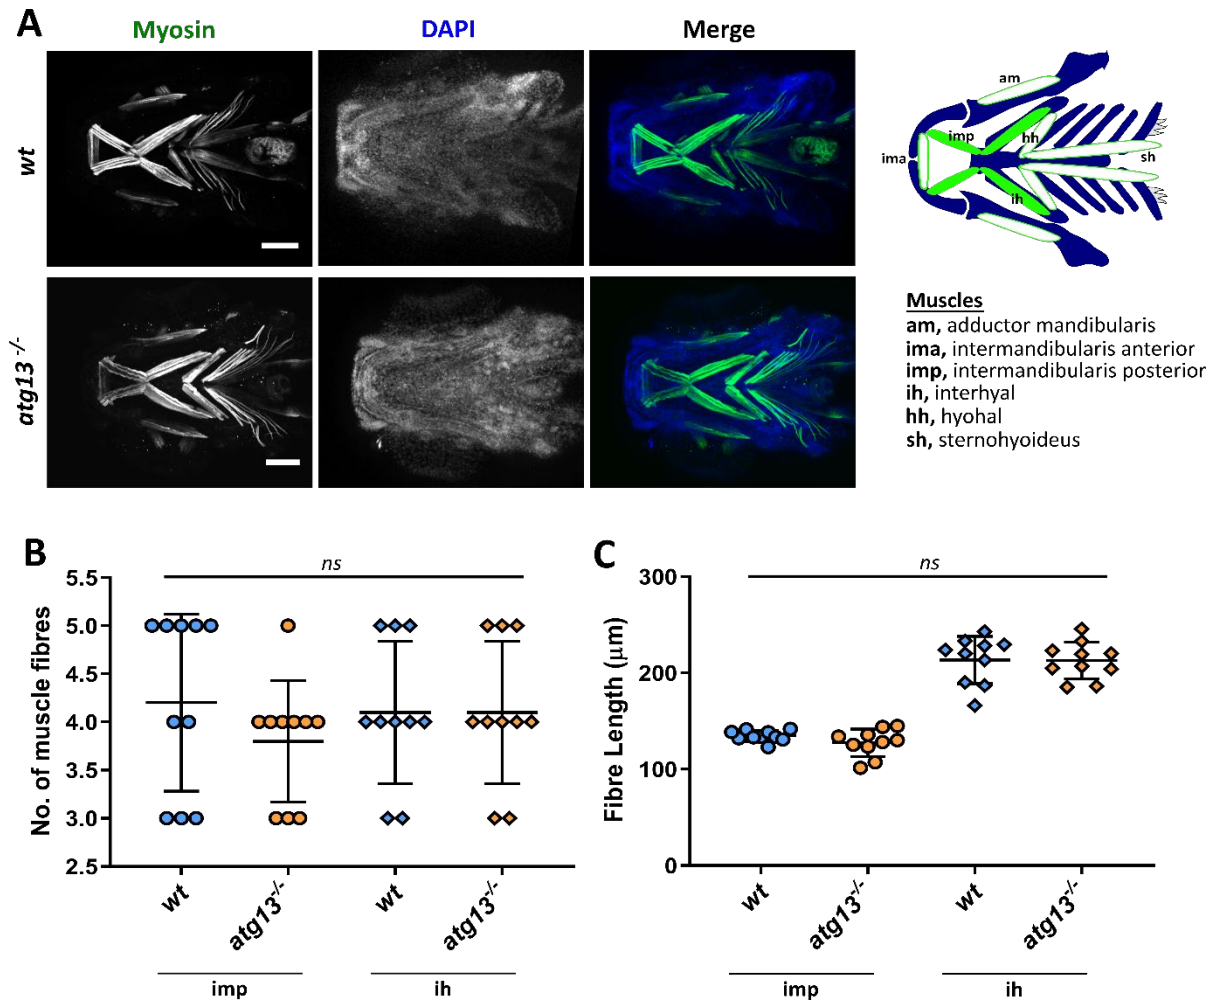 A
Myosin
DAPI
Merge
wt
atg13 -/-
am
imp
hh
ima
sh
ih
Muscles
am, adductor mandibularis
ima, intermandibularis anterior
imp, intermandibularis posterior
ih, interhyal
hh, hyohal
sh, sternohyoideus
B
ns
No. of muscle fibres
5.5
5.0
4.5
4.0
3.5
3.0
2.5
wt
atg13-/-
wt
atg13-/-
imp
ih
C
ns
Fibre Length (μm)
300
200
100
0
wt
atg13-/-
wt
atg13-/-
imp
ih